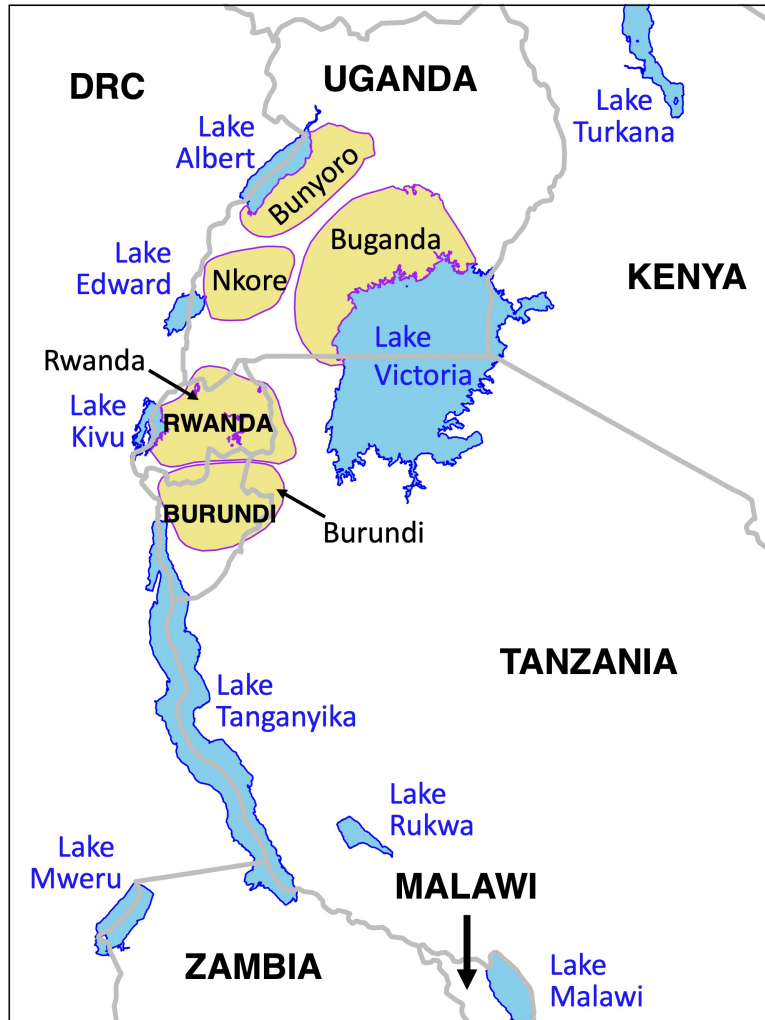 DRC
UGANDA
Lake
Turkana
Lake
Albert
Bunyoro
Buganda
Lake
Edward
Nkore
KENYA
Lake
Victoria
Rwanda
Lake
Kivu
RWANDA
BURUNDI
Burundi
TANZANIA
Lake
Tanganyika
Lake
Rukwa
Lake
Mweru
MALAWI
ZAMBIA
Lake
Malawi